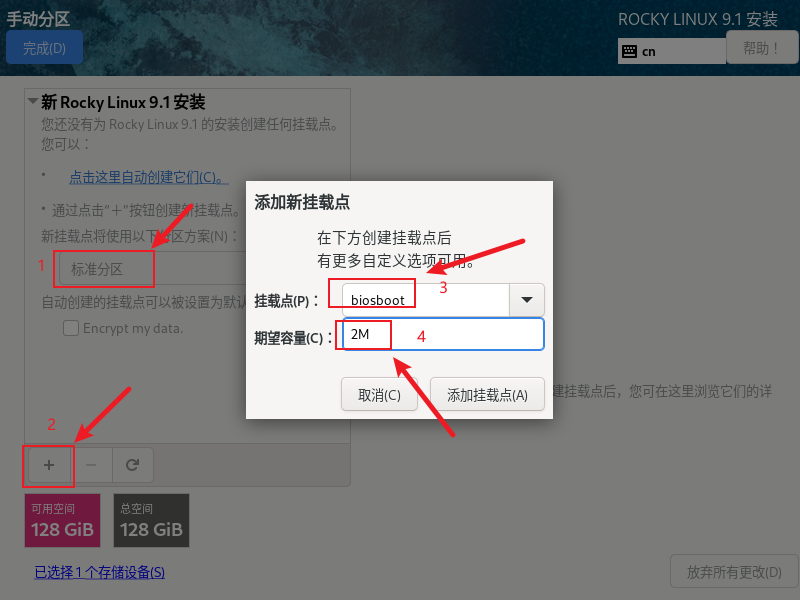 手动分区
ROCKY LINUX 9.1 安装
完成(D)
cn
帮助！
新 Rocky Linux 9.1 安装
您还没有为 Rocky Linux 9.1 的安装创建任何挂载点。
您可以：
• 点击这里自动创建它们(C)。
• 通过点击“＋”按钮创建新挂载点。
新挂载点将使用以下分区方案(N)：
1
标准分区
自动创建的挂载点可以被设置为默认
Encrypt my data.
添加新挂载点
在下方创建挂载点后
有更多自定义选项可用。
挂载点(P)：
biosboot
3
期望容量(C)：
2M
4
取消(C)
添加挂载点(A)
建挂载点后，您可在这里浏览它们的详
2
+
−
可用空间
128 GiB
总空间
128 GiB
已选择 1 个存储设备(S)
放弃所有更改(D)